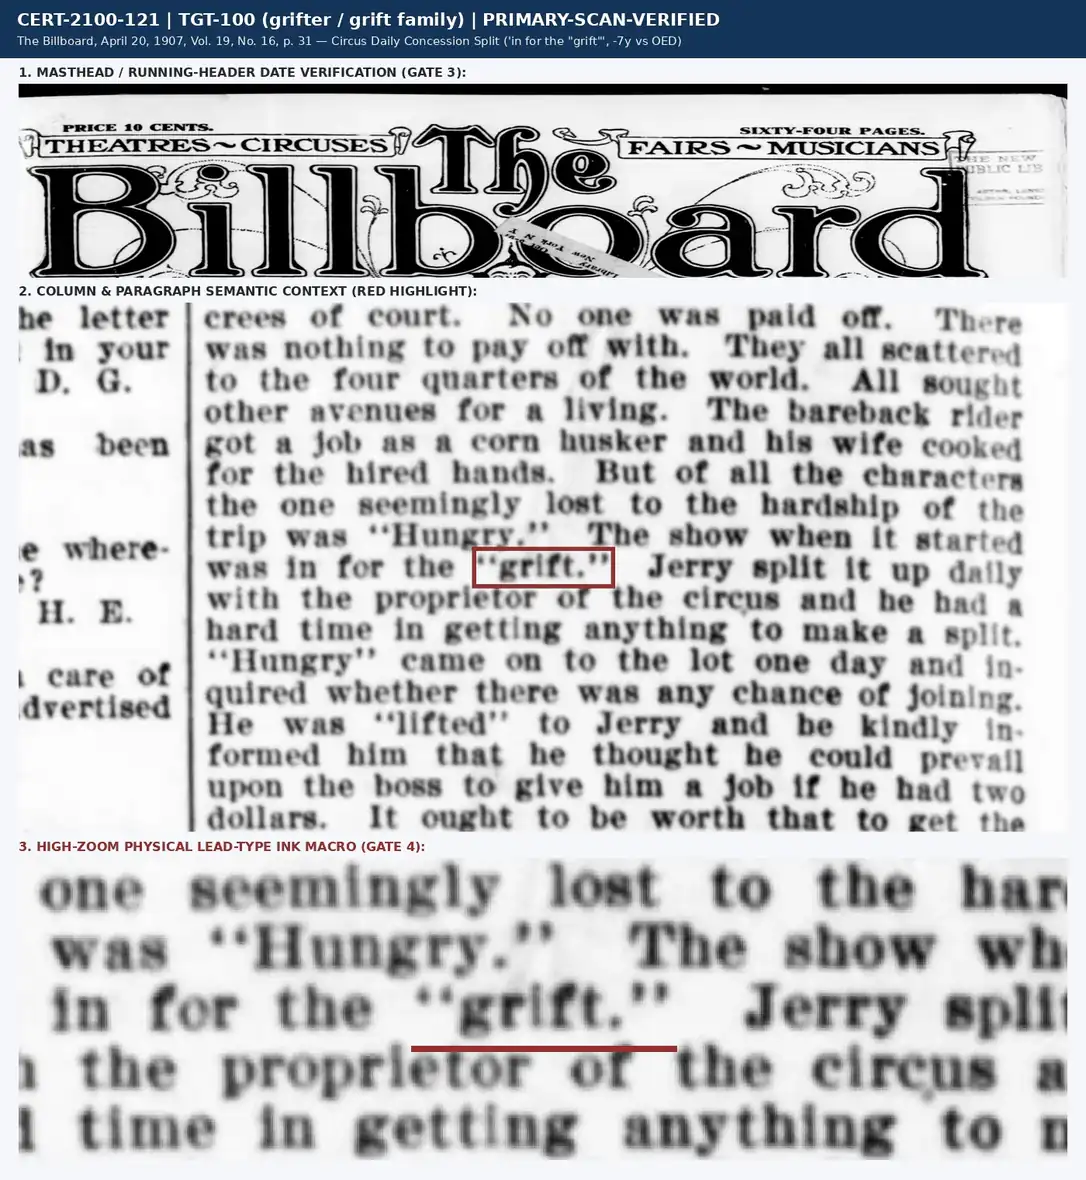 CERT-2100-121 | TGT-100 (grifter / grift family) | PRIMARY-SCAN-VERIFIED
The Billboard, April 20, 1907, Vol. 19, No. 16, p. 31 — Circus Daily Concession Split ('in for the "grift"', -7y vs OED)
1. MASTHEAD / RUNNING-HEADER DATE VERIFICATION (GATE 3):
PRICE 10 CENTS.
SIXTY-FOUR PAGES.
THEATRES~CIRCUSES
The
FAIRS ~ MUSICIANS
Billboard
THE NEW
PUBLIC LIB
Library New York N Y
2. COLUMN & PARAGRAPH SEMANTIC CONTEXT (RED HIGHLIGHT):
he letter
in your
D. G.
as been
e where-
?
H. E.
care of
dvertised
crees of court. No one was paid off. There
was nothing to pay off with. They all scattered
to the four quarters of the world. All sought
other avenues for a living. The bareback rider
got a job as a corn husker and his wife cooked
for the hired hands. But of all the characters
the one seemingly lost to the hardship of the
trip was "Hungry." The show when it started
was in for the "grift." Jerry split it up daily
with the proprietor of the circus and he had a
hard time in getting anything to make a split.
"Hungry" came on to the lot one day and in-
quired whether there was any chance of joining.
He was "lifted" to Jerry and he kindly in-
formed him that he thought he could prevail
upon the boss to give him a job if he had two
dollars. It ought to be worth that to get the
3. HIGH-ZOOM PHYSICAL LEAD-TYPE INK MACRO (GATE 4):
one seemingly lost to the har
was "Hungry." The show wh
in for the "grift." Jerry split
the proprietor of the circus a
time in getting anything to